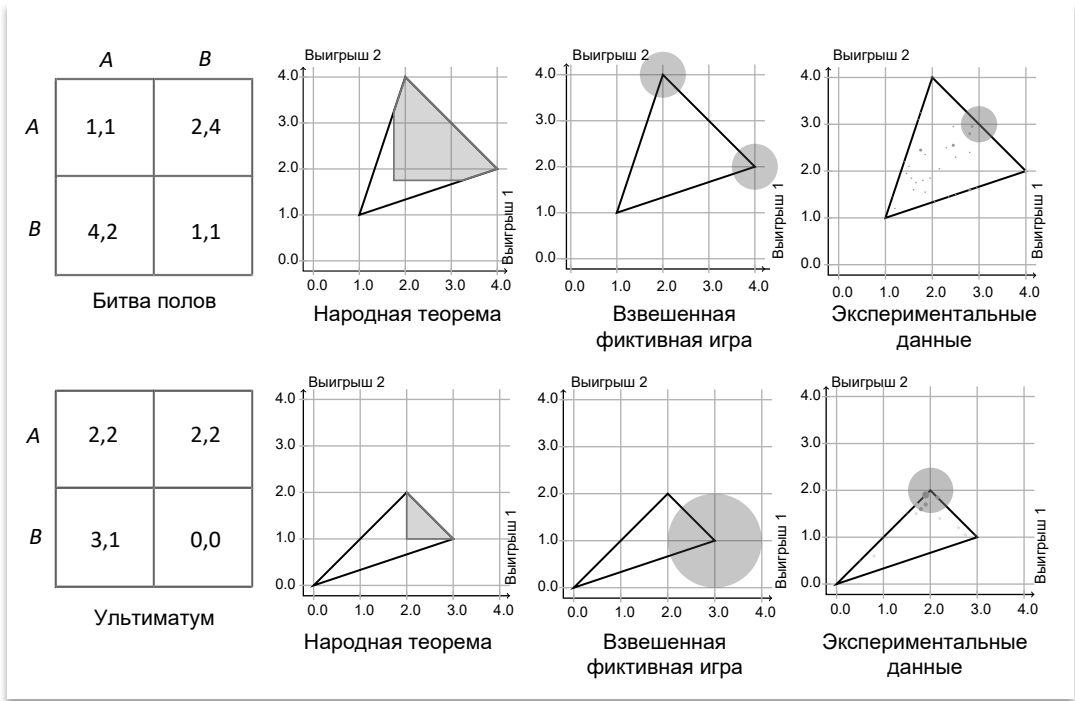 A B
A 1,1 2,4
B 4,2 1,1
Битва полов
Выигрыш 2
4.0
3.0
2.0
1.0
0.0
0.0 1.0 2.0 3.0 4.0
Выигрыш 1
Народная теорема
Выигрыш 2
4.0
3.0
2.0
1.0
0.0
0.0 1.0 2.0 3.0 4.0
Выигрыш 1
Взвешенная
фиктивная игра
Выигрыш 2
4.0
3.0
2.0
1.0
0.0
0.0 1.0 2.0 3.0 4.0
Выигрыш 1
Экспериментальные
данные
A 2,2 2,2
B 3,1 0,0
Ультиматум
Выигрыш 2
4.0
3.0
2.0
1.0
0.0
0.0 1.0 2.0 3.0 4.0
Выигрыш 1
Народная теорема
Выигрыш 2
4.0
3.0
2.0
1.0
0.0
0.0 1.0 2.0 3.0 4.0
Выигрыш 1
Взвешенная
фиктивная игра
Выигрыш 2
4.0
3.0
2.0
1.0
0.0
0.0 1.0 2.0 3.0 4.0
Выигрыш 1
Экспериментальные
данные